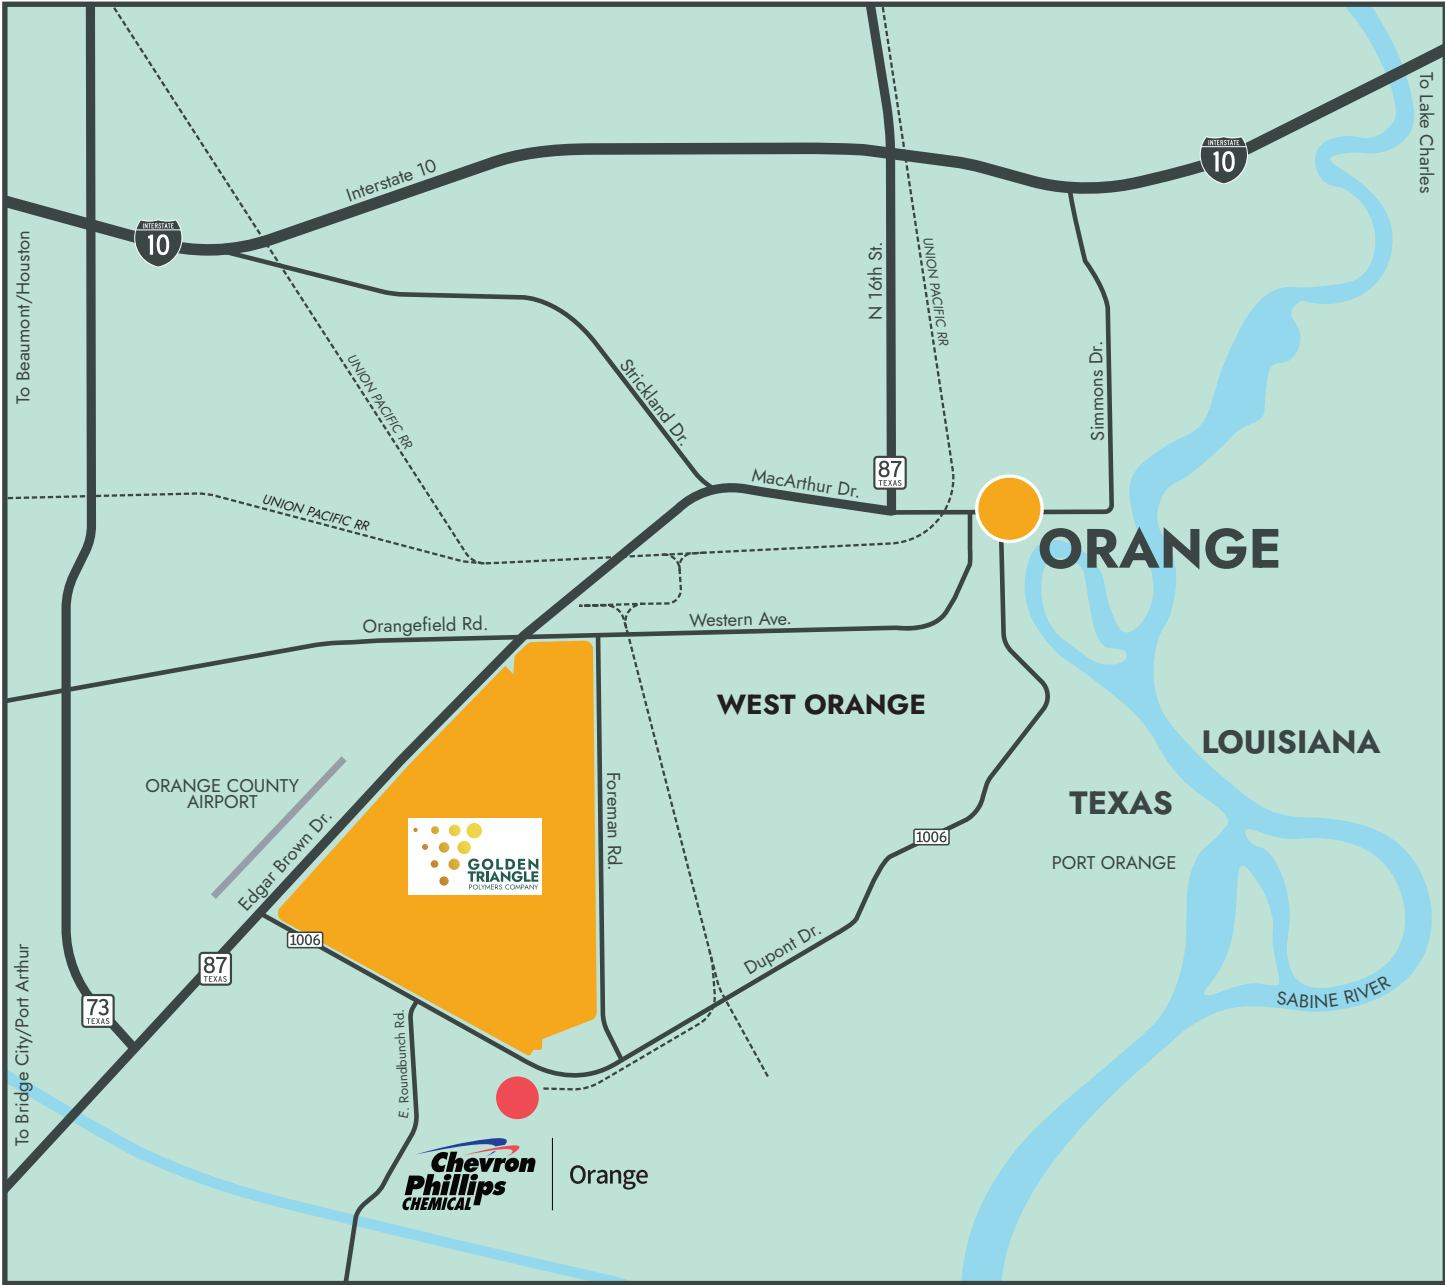 To Lake Charles
INTERSTATE
10
Interstate 10
INTERSTATE
10
To Beaumont/Houston
N 16th St.
UNION PACIFIC RR
UNION PACIFIC RR
Strickland Dr.
Simmons Dr.
87
TEXAS
MacArthur Dr.
UNION PACIFIC RR
ORANGE
Orangefield Rd.
Western Ave.
WEST ORANGE
LOUISIANA
ORANGE COUNTY
AIRPORT
TEXAS
Foreman Rd.
Edgar Brown Dr.
1006
PORT ORANGE
GOLDEN
TRIANGLE
POLYMERS COMPANY
1006
Dupont Dr.
87
TEXAS
SABINE RIVER
73
TEXAS
To Bridge City/Port Arthur
E. Roundbunch Rd.
Chevron
Phillips
CHEMICAL
Orange